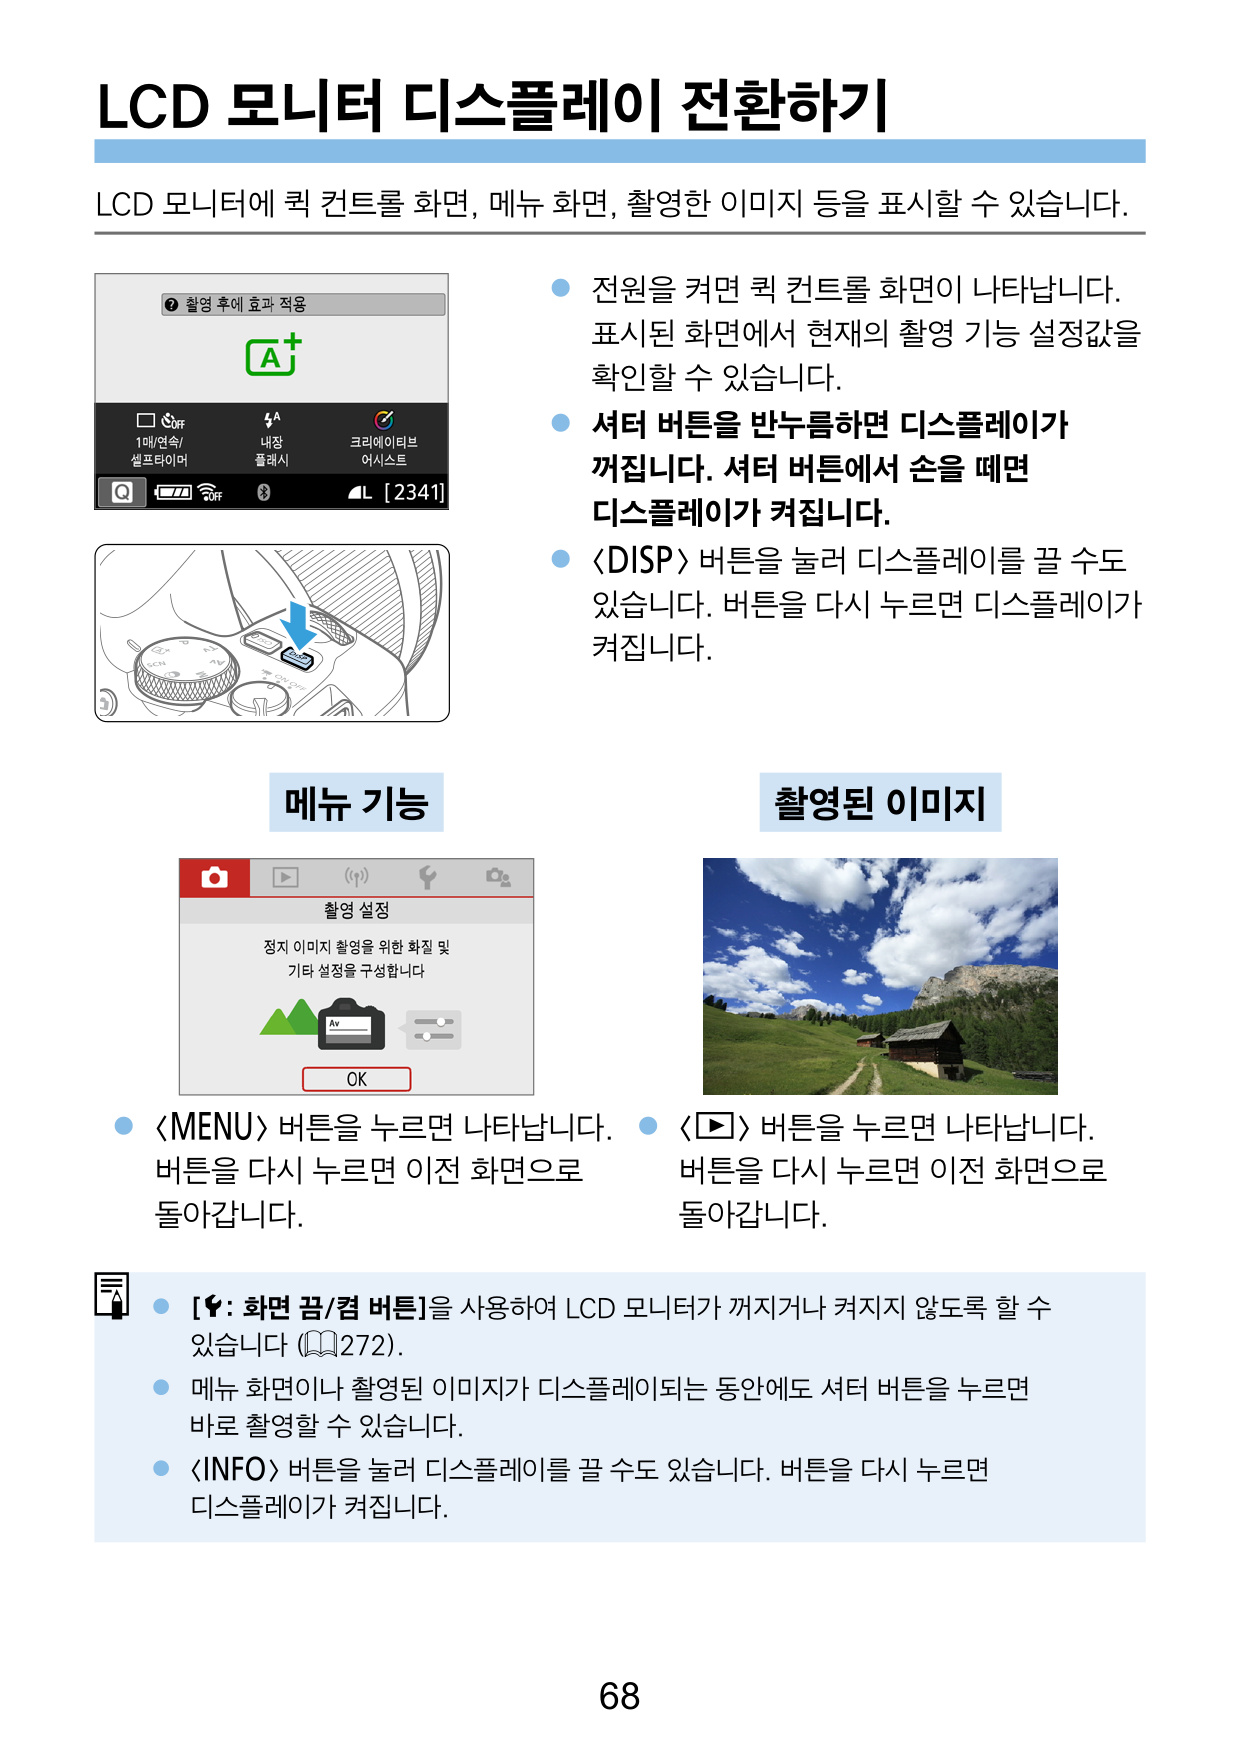 LCD 모니터 디스플레이 전환하기
LCD 모니터에 퀵 컨트롤 화면, 메뉴 화면, 촬영한 이미지 등을 표시할 수 있습니다.
? 촬영 후에 효과 적용
A+
OFF
1매/연속/
셀프타이머
A
내장
플래시
크리에이티브
어시스트
Q
OFF
L [2341]
DISP
SCN
ON OFF
● 전원을 켜면 퀵 컨트롤 화면이 나타납니다.
표시된 화면에서 현재의 촬영 기능 설정값을
확인할 수 있습니다.
● 셔터 버튼을 반누름하면 디스플레이가
꺼집니다. 셔터 버튼에서 손을 떼면
디스플레이가 켜집니다.
● <DISP> 버튼을 눌러 디스플레이를 끌 수도
있습니다. 버튼을 다시 누르면 디스플레이가
켜집니다.
메뉴 기능
촬영 설정
정지 이미지 촬영을 위한 화질 및
기타 설정을 구성합니다
Av
OK
● <MENU> 버튼을 누르면 나타납니다.
버튼을 다시 누르면 이전 화면으로
돌아갑니다.
촬영된 이미지
● <▶> 버튼을 누르면 나타납니다.
버튼을 다시 누르면 이전 화면으로
돌아갑니다.
● [: 화면 끔/켬 버튼]을 사용하여 LCD 모니터가 꺼지거나 켜지지 않도록 할 수
있습니다 (272).
● 메뉴 화면이나 촬영된 이미지가 디스플레이되는 동안에도 셔터 버튼을 누르면
바로 촬영할 수 있습니다.
● <INFO> 버튼을 눌러 디스플레이를 끌 수도 있습니다. 버튼을 다시 누르면
디스플레이가 켜집니다.
68